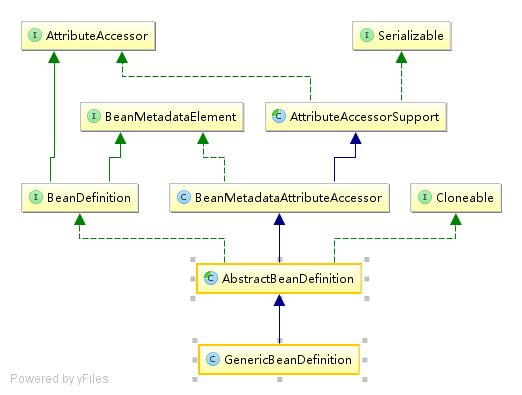 I AttributeAccessor
I Serializable
I BeanMetadataElement
C AttributeAccessorSupport
I BeanDefinition
C BeanMetadataAttributeAccessor
I Cloneable
C AbstractBeanDefinition
C GenericBeanDefinition
Powered by yFiles